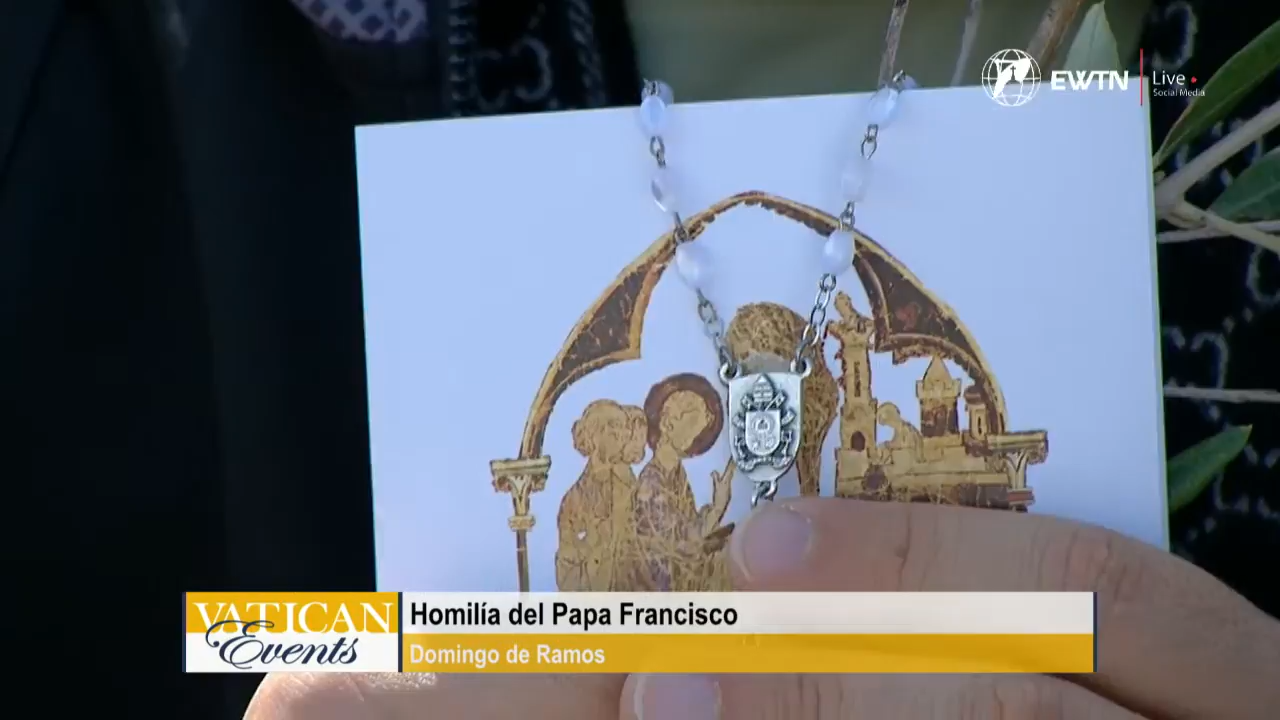 EWTN
Live
Social Media
VATICAN
Events
Homilía del Papa Francisco
Domingo de Ramos